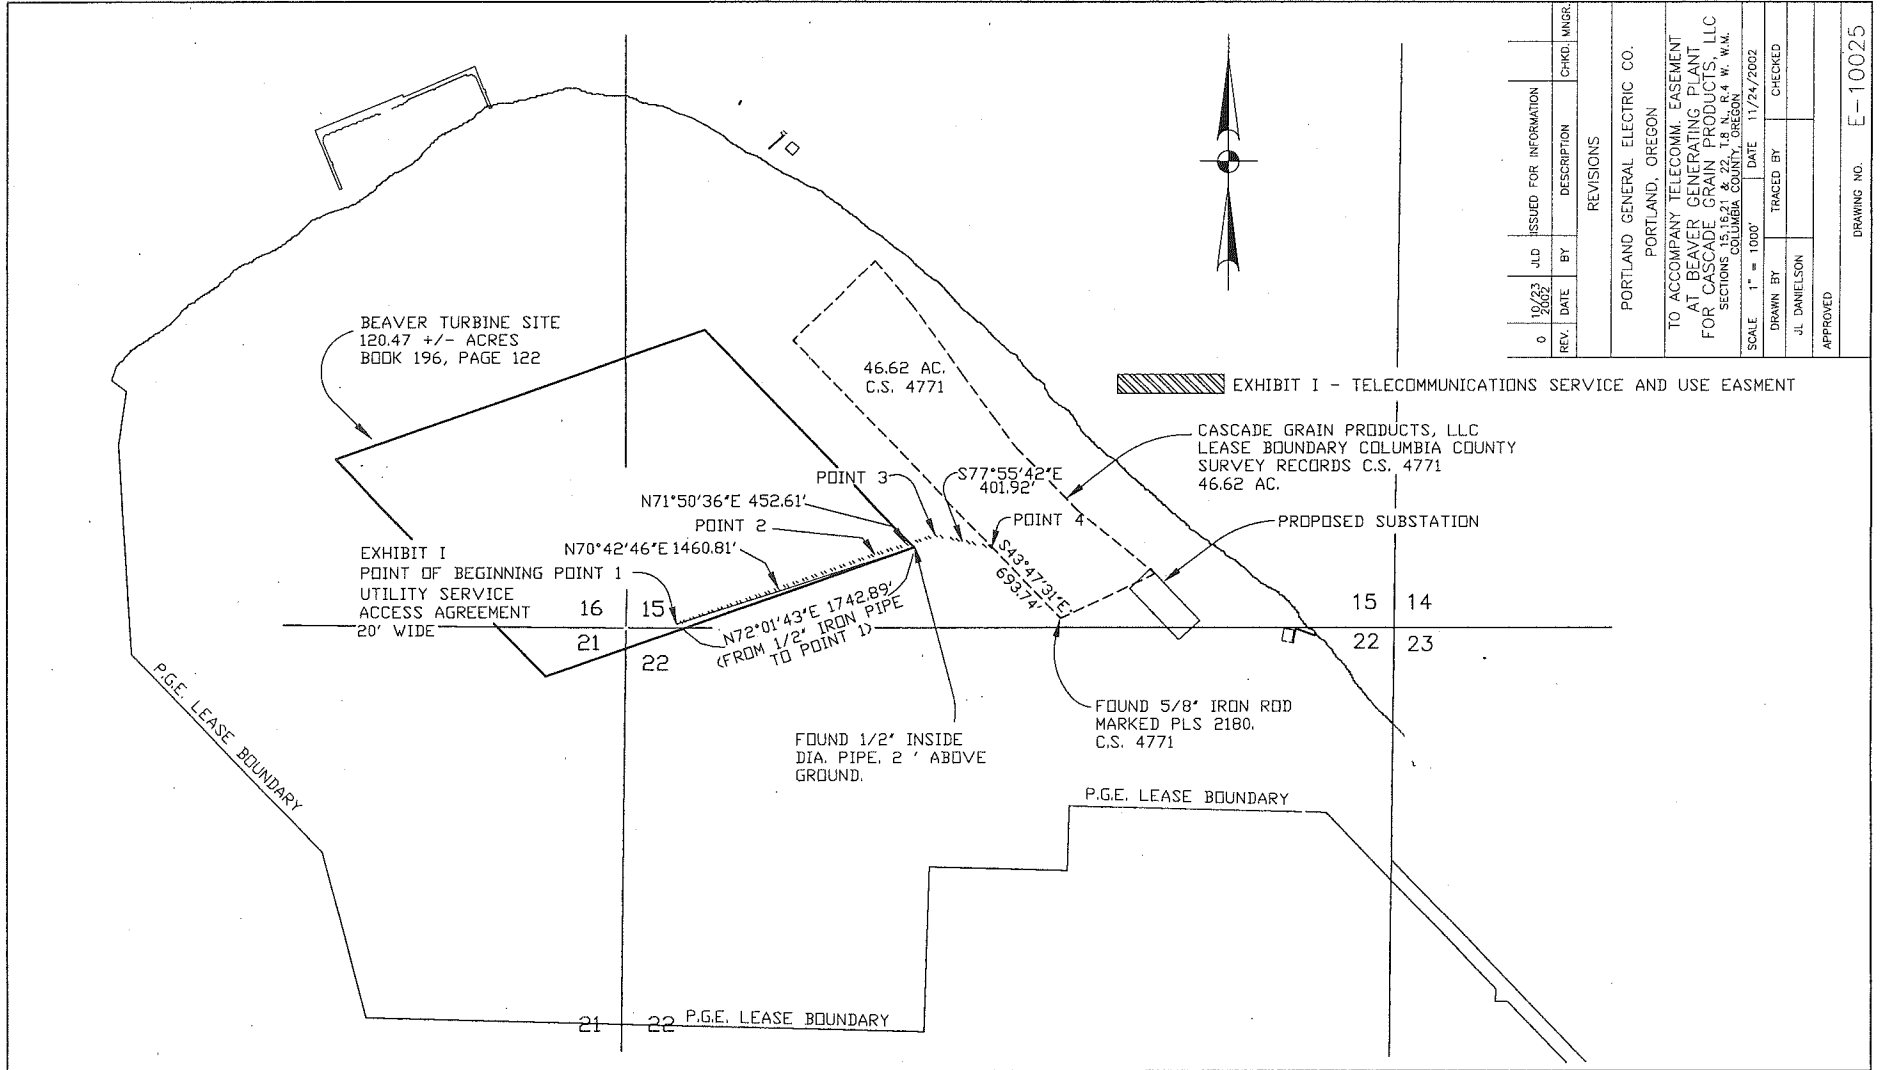 BEAVER TURBINE SITE
120.47 +/- ACRES
BOOK 196, PAGE 122
46.62 AC.
C.S. 4771
EXHIBIT I - TELECOMMUNICATIONS SERVICE AND USE EASMENT
CASCADE GRAIN PRODUCTS, LLC
LEASE BOUNDARY COLUMBIA COUNTY
SURVEY RECORDS C.S. 4771
46.62 AC.
POINT 3
S77°55'42"E
401.92'
N71°50'36"E 452.61'
POINT 2
POINT 4
PROPOSED SUBSTATION
N70°42'46"E 1460.81'
EXHIBIT I
POINT OF BEGINNING POINT 1
UTILITY SERVICE
ACCESS AGREEMENT
20' WIDE
S43°47'31"E
693.74'
N72°01'43"E 1742.89'
(FROM 1/2" IRON PIPE
TO POINT 1)
16 15
21
22
15 14
22 23
P.G.E. LEASE BOUNDARY
FOUND 5/8" IRON ROD
MARKED PLS 2180.
C.S. 4771
FOUND 1/2" INSIDE
DIA. PIPE, 2 ' ABOVE
GROUND.
P.G.E. LEASE BOUNDARY
21 22 P.G.E. LEASE BOUNDARY
0 10/23 2002 JLD ISSUED FOR INFORMATION
REV. DATE BY DESCRIPTION CHKD. MNGR.
REVISIONS
PORTLAND GENERAL ELECTRIC CO.
PORTLAND, OREGON
TO ACCOMPANY TELECOMM. EASEMENT
AT BEAVER GENERATING PLANT
FOR CASCADE GRAIN PRODUCTS, LLC
SECTIONS 15,16,21 & 22, T.8 N., R.4 W. W.M.
COLUMBIA COUNTY, OREGON
SCALE 1" = 1000' DATE 11/24/2002
DRAWN BY TRACED BY CHECKED
JL DANIELSON
APPROVED
DRAWING NO. E-10025